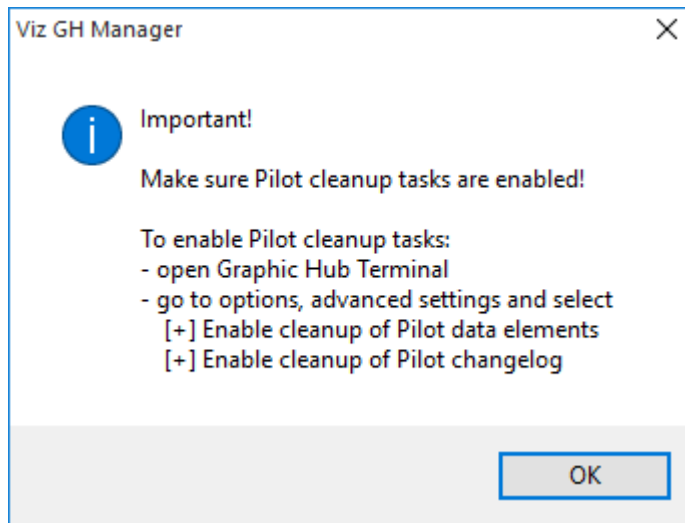 Viz GH Manager
Important!
Make sure Pilot cleanup tasks are enabled!
To enable Pilot cleanup tasks:
- open Graphic Hub Terminal
- go to options, advanced settings and select
[+] Enable cleanup of Pilot data elements
[+] Enable cleanup of Pilot changelog
OK